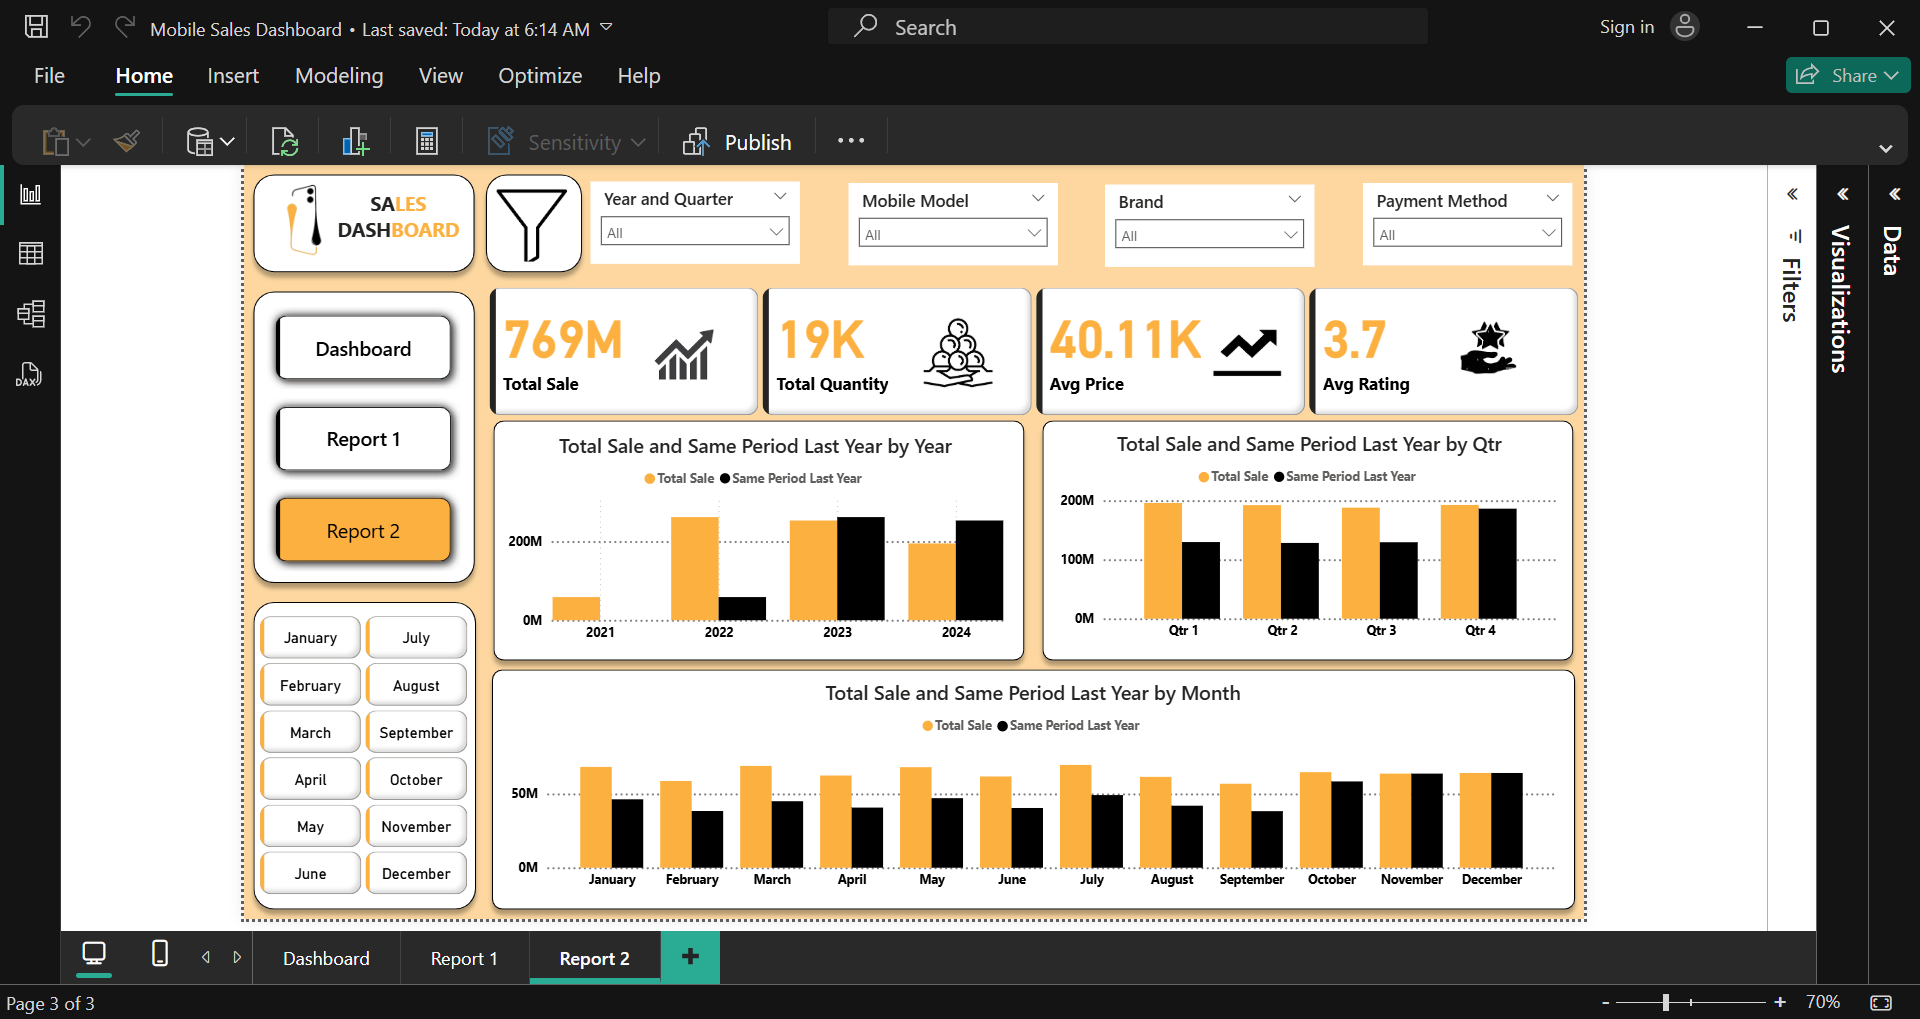 Mobile Sales Dashboard • Last saved: Today at 6:14 AM
Search
Sign in
File Home Insert Modeling View Optimize Help
Share
Sensitivity
Publish
SALES
DASHBOARD
Year and Quarter
All
Mobile Model
All
Brand
All
Payment Method
All
Filters
Visualizations
Data
DAX
Dashboard
Report 1
Report 2
769M
Total Sale
19K
Total Quantity
40.11K
Avg Price
3.7
Avg Rating
Total Sale and Same Period Last Year by Year
Total Sale Same Period Last Year
200M
0M
2021 2022 2023 2024
Total Sale and Same Period Last Year by Qtr
Total Sale Same Period Last Year
200M
100M
0M
Qtr 1 Qtr 2 Qtr 3 Qtr 4
January July
February August
March September
April October
May November
June December
Total Sale and Same Period Last Year by Month
Total Sale Same Period Last Year
50M
0M
January February March April May June July August September October November December
Dashboard Report 1 Report 2 +
Page 3 of 3
- + 70%